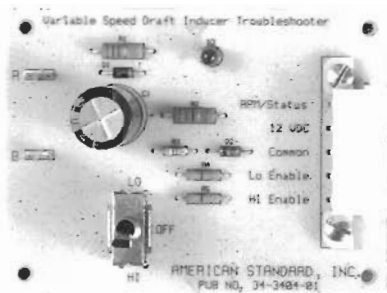 Variable Speed Draft Inducer Troubleshooter
A
RPM/Status
12 VDC
Common
B
Lo Enable
HI Enable
LO
OFF
HI
AMERICAN STANDARD, INC.
PUB NO. 34-3404-01